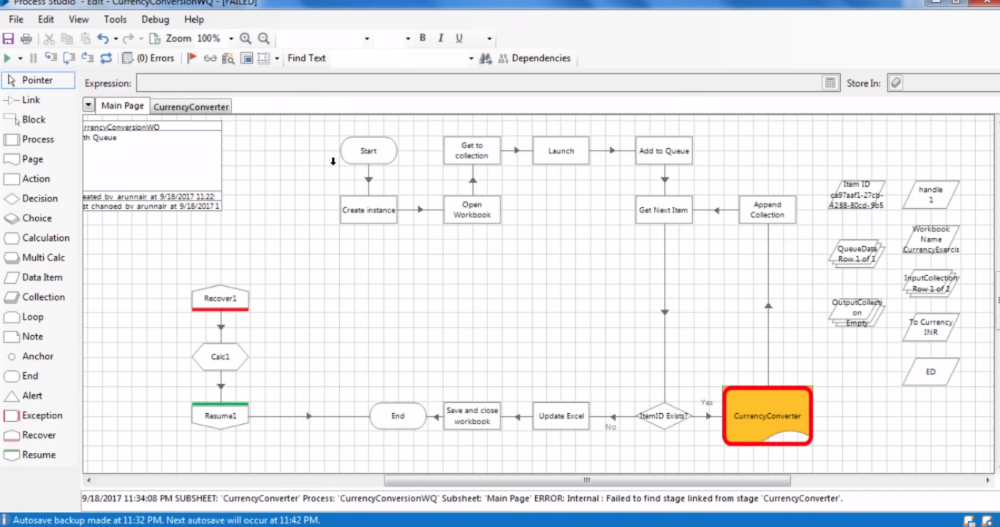 Process Studio - Edit - CurrencyConversionWQ - [FAILED]
File Edit View Tools Debug Help
Zoom 100% B I U
(0) Errors Find Text Dependencies
Pointer
Link
Block
Process
Page
Action
Decision
Choice
Calculation
Multi Calc
Data Item
Collection
Loop
Note
Anchor
End
Alert
Exception
Recover
Resume
Expression: Store In:
Main Page CurrencyConverter
rrencyConversionWQ
th Queue
eated by arunnair at 9/18/2017 11:22:
st changed by arunnair at 9/18/2017 1
Start
Get to
collection
Launch
Add to Queue
Create instance
Open
Workbook
Get Next Item
Append
Collection
Item ID
ca97aaf1-27cb-
4288-80cd-9b5
handle
1
Workbook
Name
CurrencyExercis
QueueData
Row 1 of 1
InputCollection
Row 1 of 2
OutputCollecti
on
Empty
To Currency
INR
ED
Recover1
Calc1
Resume1
End
Save and close
workbook
Update Excel
No
ItemID Exists?
Yes
CurrencyConverter
9/18/2017 11:34:08 PM SUBSHEET: 'CurrencyConverter' Process: 'CurrencyConversionWQ' Subsheet: 'Main Page' ERROR: Internal : Failed to find stage linked from stage 'CurrencyConverter'.
Autosave backup made at 11:32 PM. Next autosave will occur at 11:42 PM.